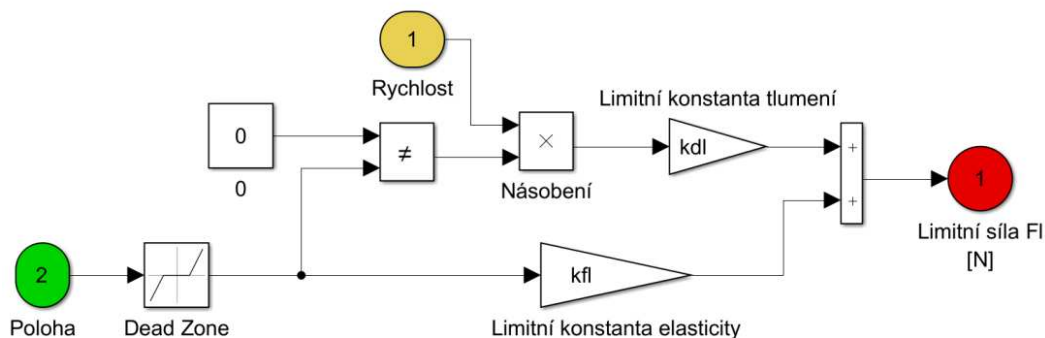 1
Rychlost
Limitní konstanta tlumení
0
≠
×
kdl
+
+
1
0
Násobení
Limitní síla Fl
[N]
2
kfl
Poloha
Dead Zone
Limitní konstanta elasticity